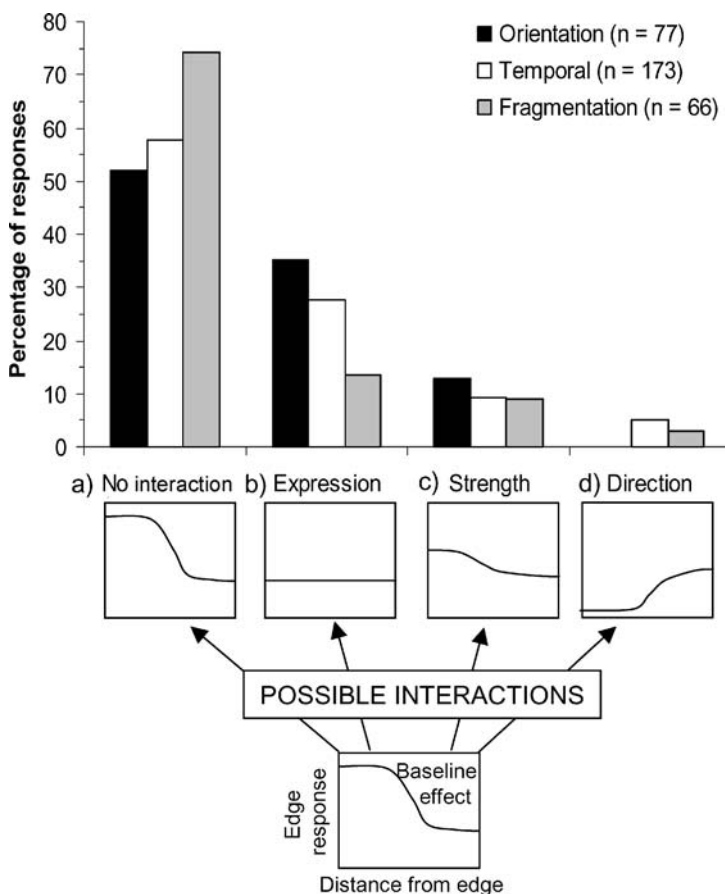 80
70
60
50
40
30
20
10
0
Percentage of responses
Orientation (n = 77)
Temporal (n = 173)
Fragmentation (n = 66)
a) No interaction
b) Expression
c) Strength
d) Direction
POSSIBLE INTERACTIONS
Baseline
effect
Edge
response
Distance from edge